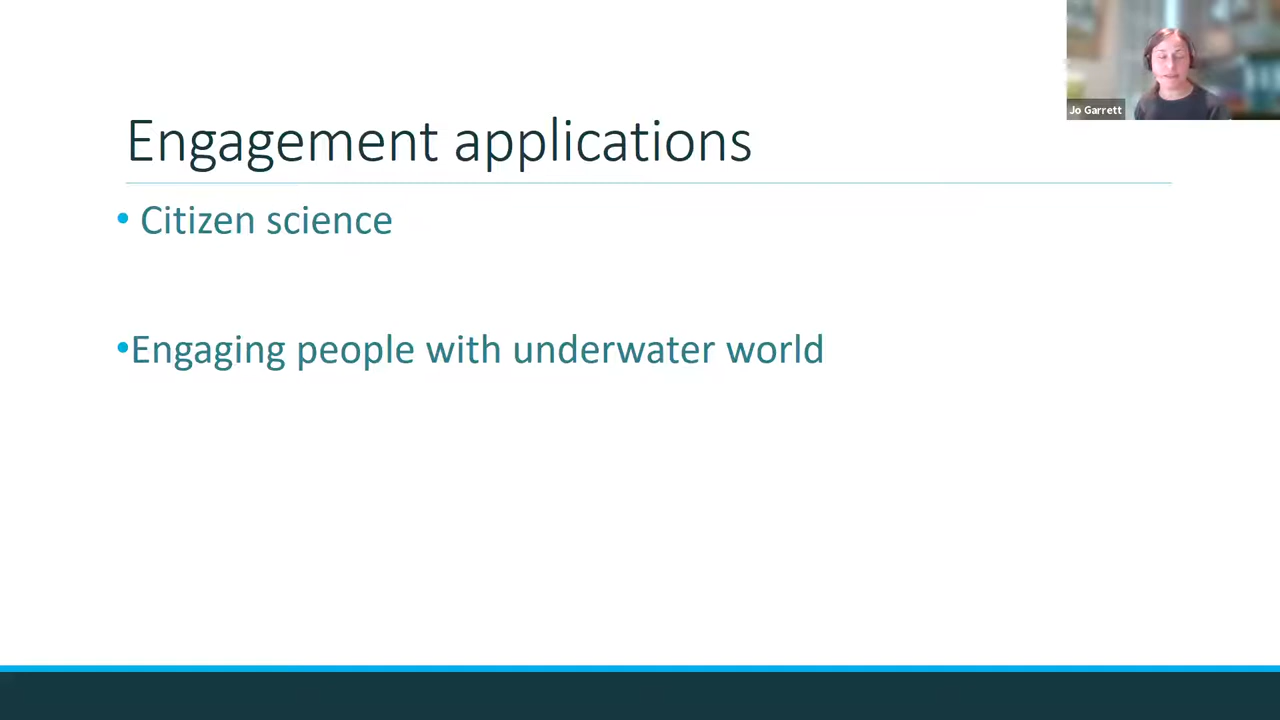 Jo Garrett
Engagement applications
• Citizen science
•Engaging people with underwater world